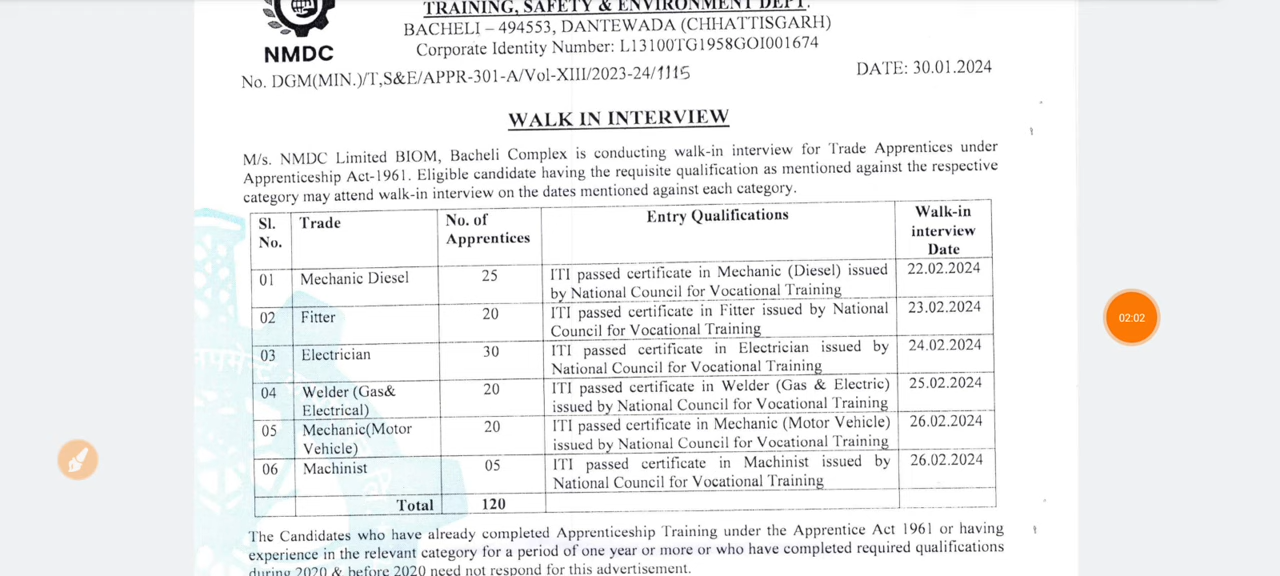 TRAINING, SAFETY & ENVIRONMENT DEPT.
BACHELI – 494553, DANTEWADA (CHHATTISGARH)
Corporate Identity Number: L13100TG1958GOI001674
NMDC
No. DGM(MIN.)/T,S&E/APPR-301-A/Vol-XIII/2023-24/1115
DATE: 30.01.2024
WALK IN INTERVIEW
M/s. NMDC Limited BIOM, Bacheli Complex is conducting walk-in interview for Trade Apprentices under
Apprenticeship Act-1961. Eligible candidate having the requisite qualification as mentioned against the respective
category may attend walk-in interview on the dates mentioned against each category.
Sl. No. Trade No. of Apprentices Entry Qualifications Walk-in interview Date
01 Mechanic Diesel 25 ITI passed certificate in Mechanic (Diesel) issued by National Council for Vocational Training 22.02.2024
02 Fitter 20 ITI passed certificate in Fitter issued by National Council for Vocational Training 23.02.2024
03 Electrician 30 ITI passed certificate in Electrician issued by National Council for Vocational Training 24.02.2024
04 Welder (Gas& Electrical) 20 ITI passed certificate in Welder (Gas & Electric) issued by National Council for Vocational Training 25.02.2024
05 Mechanic(Motor Vehicle) 20 ITI passed certificate in Mechanic (Motor Vehicle) issued by National Council for Vocational Training 26.02.2024
06 Machinist 05 ITI passed certificate in Machinist issued by National Council for Vocational Training 26.02.2024
Total 120
The Candidates who have already completed Apprenticeship Training under the Apprentice Act 1961 or having
experience in the relevant category for a period of one year or more or who have completed required qualifications
during 2020 & before 2020 need not respond for this advertisement.
02:02